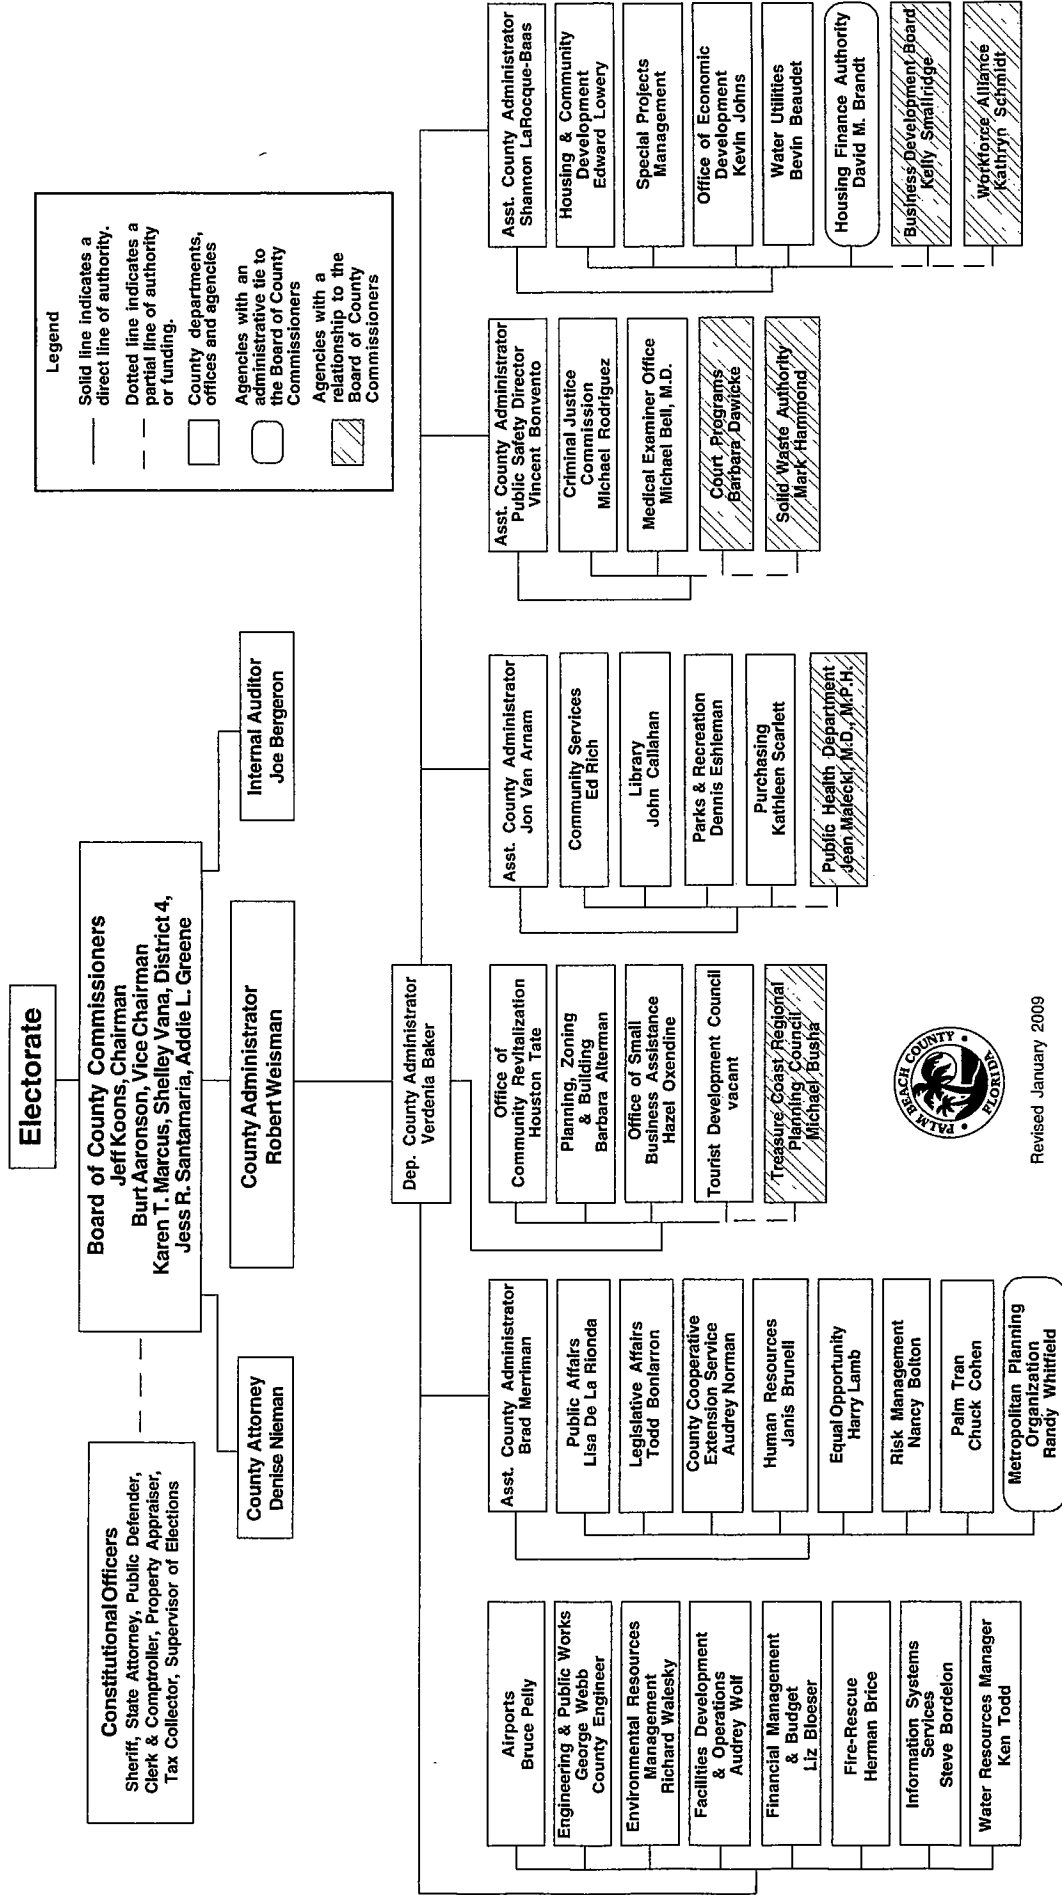 Electorate
Board of County Commissioners
Jeff Koons, Chairman
Burt Aaronson, Vice Chairman
Karen T. Marcus, Shelley Vana, District 4,
Jess R. Santamaria, Addie L. Greene
Constitutional Officers
Sheriff, State Attorney, Public Defender,
Clerk & Comptroller, Property Appraiser,
Tax Collector, Supervisor of Elections
County Attorney
Denise Nieman
County Administrator
Robert Weisman
Internal Auditor
Joe Bergeron
Legend
Solid line indicates a
direct line of authority.
Dotted line indicates a
partial line of authority
or funding.
County departments,
offices and agencies
Agencies with an
administrative tie to
the Board of County
Commissioners
Agencies with a
relationship to the
Board of County
Commissioners
Dep. County Administrator
Verdenia Baker
Airports
Bruce Pelly
Engineering & Public Works
George Webb
County Engineer
Environmental Resources
Management
Richard Walesky
Facilities Development
& Operations
Audrey Wolf
Financial Management
& Budget
Liz Bloeser
Fire-Rescue
Herman Brice
Information Systems
Services
Steve Bordelon
Water Resources Manager
Ken Todd
Asst. County Administrator
Brad Merriman
Public Affairs
Lisa De La Rionda
Legislative Affairs
Todd Bonlarron
County Cooperative
Extension Service
Audrey Norman
Human Resources
Janis Brunell
Equal Opportunity
Harry Lamb
Risk Management
Nancy Bolton
Palm Tran
Chuck Cohen
Metropolitan Planning
Organization
Randy Whitfield
Office of
Community Revitalization
Houston Tate
Planning, Zoning
& Building
Barbara Alterman
Office of Small
Business Assistance
Hazel Oxendine
Tourist Development Council
vacant
Treasure Coast Regional
Planning Council
Michael Busha
Asst. County Administrator
Jon Van Arnam
Community Services
Ed Rich
Library
John Callahan
Parks & Recreation
Dennis Eshleman
Purchasing
Kathleen Scarlett
Public Health Department
Jean Malecki, M.D., M.P.H.
Asst. County Administrator
Public Safety Director
Vincent Bonvento
Criminal Justice
Commission
Michael Rodriguez
Medical Examiner Office
Michael Bell, M.D.
Court Programs
Barbara Dawicke
Solid Waste Authority
Mark Hammond
Asst. County Administrator
Shannon LaRocque-Baas
Housing & Community
Development
Edward Lowery
Special Projects
Management
Office of Economic
Development
Kevin Johns
Water Utilities
Bevin Beaudet
Housing Finance Authority
David M. Brandt
Business Development Board
Kelly Smallridge
Workforce Alliance
Kathryn Schmidt
PALM BEACH COUNTY
FLORIDA
Revised January 2009